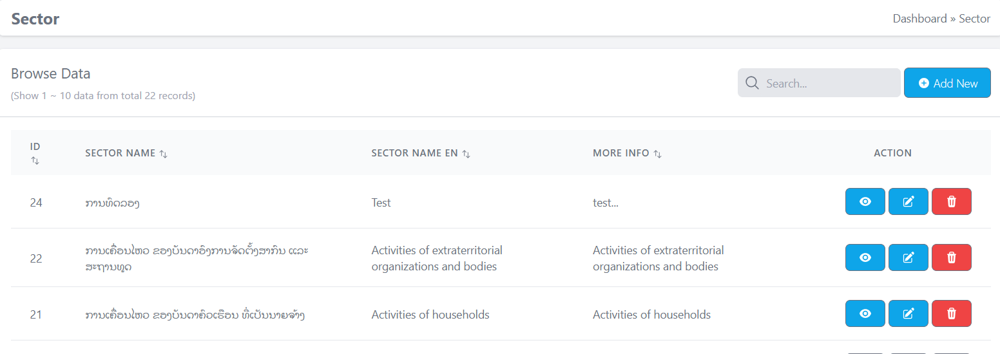 Sector
Dashboard » Sector
Browse Data
(Show 1 ~ 10 data from total 22 records)
Search...
Add New
ID
SECTOR NAME
SECTOR NAME EN
MORE INFO
ACTION
24
ການທົດລອງ
Test
test...
22
ການເຄື່ອນໄຫວ ຂອງບັນດາອົງການຈັດຕັ້ງສາກົນ ແລະ
ສະຖານທູດ
Activities of extraterritorial
organizations and bodies
Activities of extraterritorial
organizations and bodies
21
ການເຄື່ອນໄຫວ ຂອງບັນດາຄົວເຮືອນ ທີ່ເປັນນາຍຈ້າງ
Activities of households
Activities of households